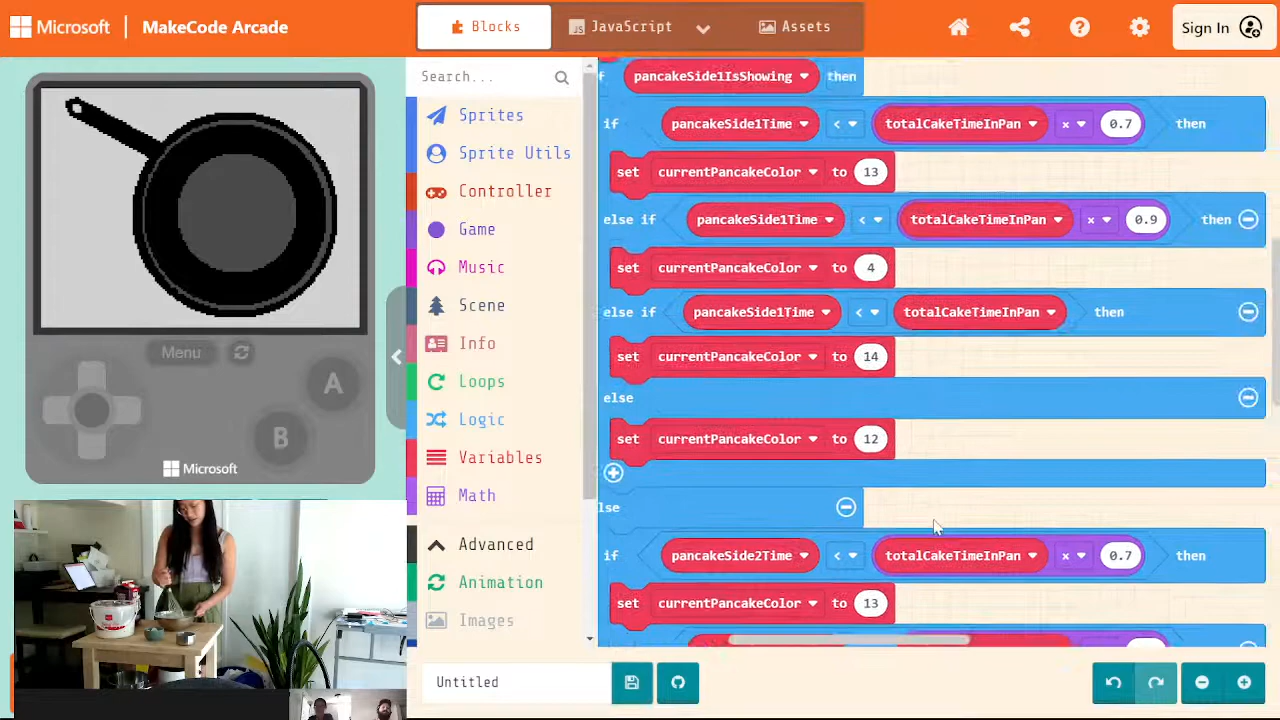 Microsoft | MakeCode Arcade
Blocks
JavaScript
Assets
Sign In
Menu
A
B
Microsoft
Search...
Sprites
Sprite Utils
Controller
Game
Music
Scene
Info
Loops
Logic
Variables
Math
Advanced
Animation
Images
f pancakeSide1IsShowing then
if pancakeSide1Time < totalCakeTimeInPan × 0.7 then
set currentPancakeColor to 13
else if pancakeSide1Time < totalCakeTimeInPan × 0.9 then
set currentPancakeColor to 4
else if pancakeSide1Time < totalCakeTimeInPan then
set currentPancakeColor to 14
else
set currentPancakeColor to 12
lse
if pancakeSide2Time < totalCakeTimeInPan × 0.7 then
set currentPancakeColor to 13
Untitled